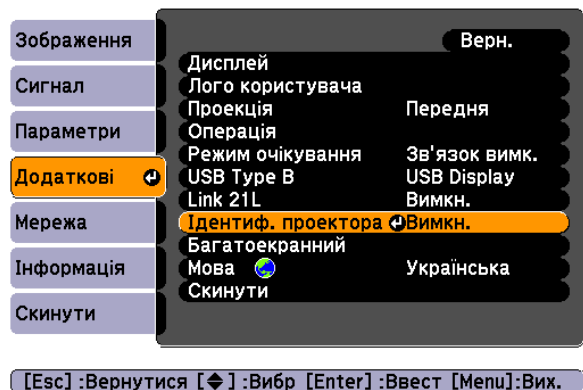 Зображення
Сигнал
Параметри
Додаткові
Мережа
Інформація
Скинути
Верн.
Дисплей
Лого користувача
Проекція Передня
Операція
Режим очікування Зв'язок вимк.
USB Type B USB Display
Link 21L Вимкн.
Ідентиф. проектора Вимкн.
Багатоекранний
Мова Українська
Скинути
[Esc] :Вернутися [◆] :Вибр [Enter] :Ввест [Menu]:Вих.